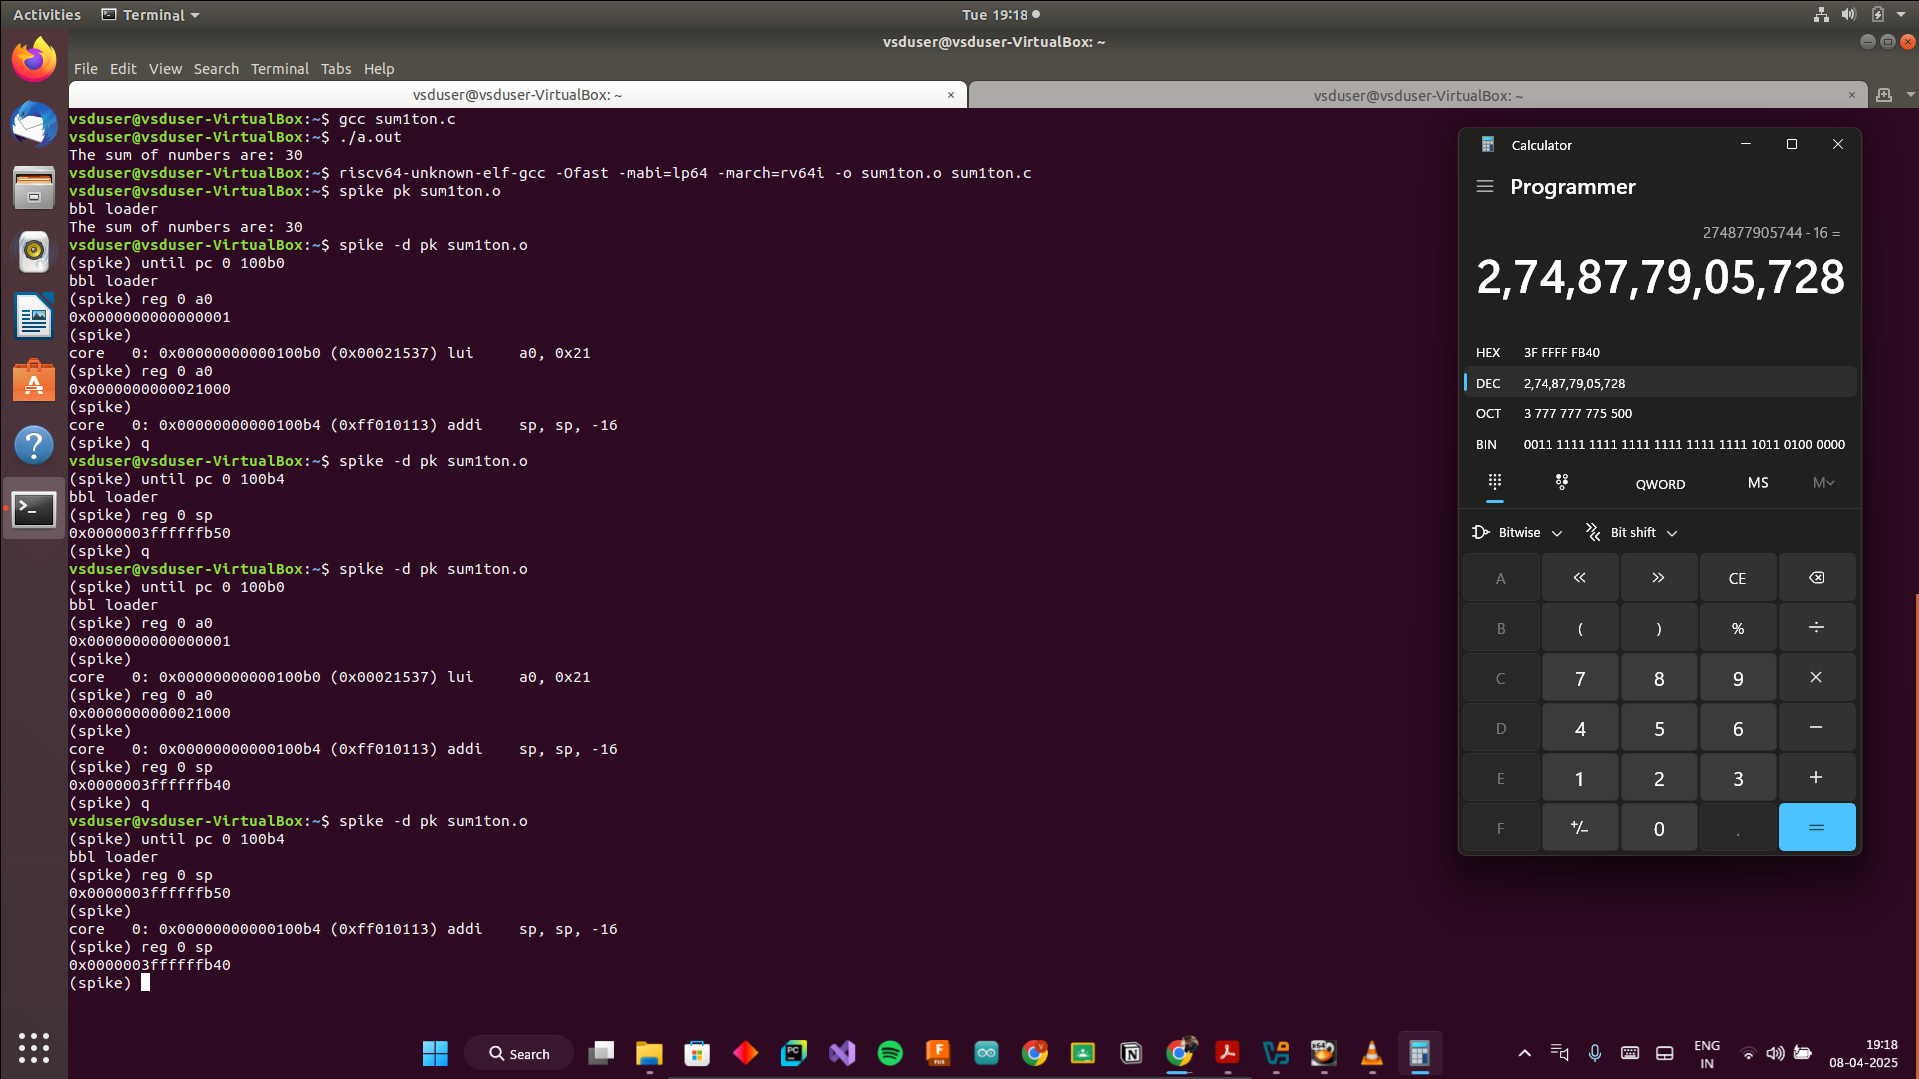 Activities
Terminal
Tue 19:18
vsduser@vsduser-VirtualBox: ~
File Edit View Search Terminal Tabs Help
vsduser@vsduser-VirtualBox: ~ ×
vsduser@vsduser-VirtualBox: ~ ×
vsduser@vsduser-VirtualBox:~$ gcc sum1ton.c
vsduser@vsduser-VirtualBox:~$ ./a.out
The sum of numbers are: 30
vsduser@vsduser-VirtualBox:~$ riscv64-unknown-elf-gcc -Ofast -mabi=lp64 -march=rv64i -o sum1ton.o sum1ton.c
vsduser@vsduser-VirtualBox:~$ spike pk sum1ton.o
bbl loader
The sum of numbers are: 30
vsduser@vsduser-VirtualBox:~$ spike -d pk sum1ton.o
(spike) until pc 0 100b0
bbl loader
(spike) reg 0 a0
0x0000000000000001
(spike)
core   0: 0x00000000000100b0 (0x00021537) lui     a0, 0x21
(spike) reg 0 a0
0x0000000000021000
(spike)
core   0: 0x00000000000100b4 (0xff010113) addi    sp, sp, -16
(spike) q
vsduser@vsduser-VirtualBox:~$ spike -d pk sum1ton.o
(spike) until pc 0 100b4
bbl loader
(spike) reg 0 sp
0x0000003ffffffb50
(spike) q
vsduser@vsduser-VirtualBox:~$ spike -d pk sum1ton.o
(spike) until pc 0 100b0
bbl loader
(spike) reg 0 a0
0x0000000000000001
(spike)
core   0: 0x00000000000100b0 (0x00021537) lui     a0, 0x21
(spike) reg 0 a0
0x0000000000021000
(spike)
core   0: 0x00000000000100b4 (0xff010113) addi    sp, sp, -16
(spike) reg 0 sp
0x0000003ffffffb40
(spike) q
vsduser@vsduser-VirtualBox:~$ spike -d pk sum1ton.o
(spike) until pc 0 100b4
bbl loader
(spike) reg 0 sp
0x0000003ffffffb50
(spike)
core   0: 0x00000000000100b4 (0xff010113) addi    sp, sp, -16
(spike) reg 0 sp
0x0000003ffffffb40
(spike)
Calculator
Programmer
274877905744 - 16 =
2,74,87,79,05,728
HEX 3F FFFF FB40
DEC 2,74,87,79,05,728
OCT 3 777 777 775 500
BIN 0011 1111 1111 1111 1111 1111 1111 1011 0100 0000
QWORD MS M
Bitwise Bit shift
A << >> CE
B ( ) % ÷
C 7 8 9 ×
D 4 5 6 −
E 1 2 3 +
F +/− 0 . =
Search
ENG
IN
19:18
08-04-2025